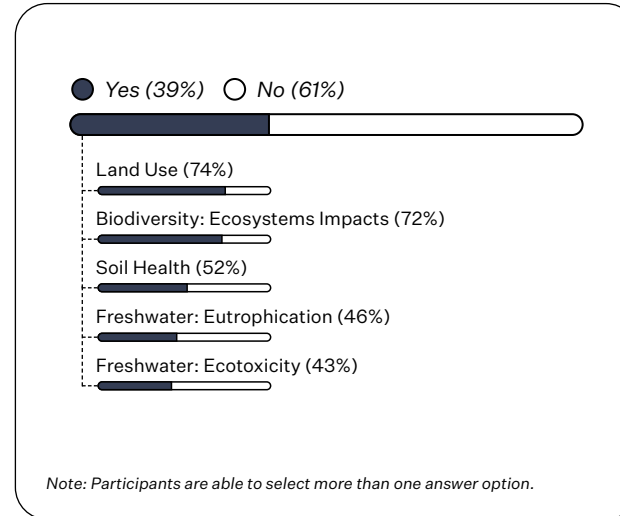 Yes (39%) No (61%)
Land Use (74%)
Biodiversity: Ecosystems Impacts (72%)
Soil Health (52%)
Freshwater: Eutrophication (46%)
Freshwater: Ecotoxicity (43%)
Note: Participants are able to select more than one answer option.